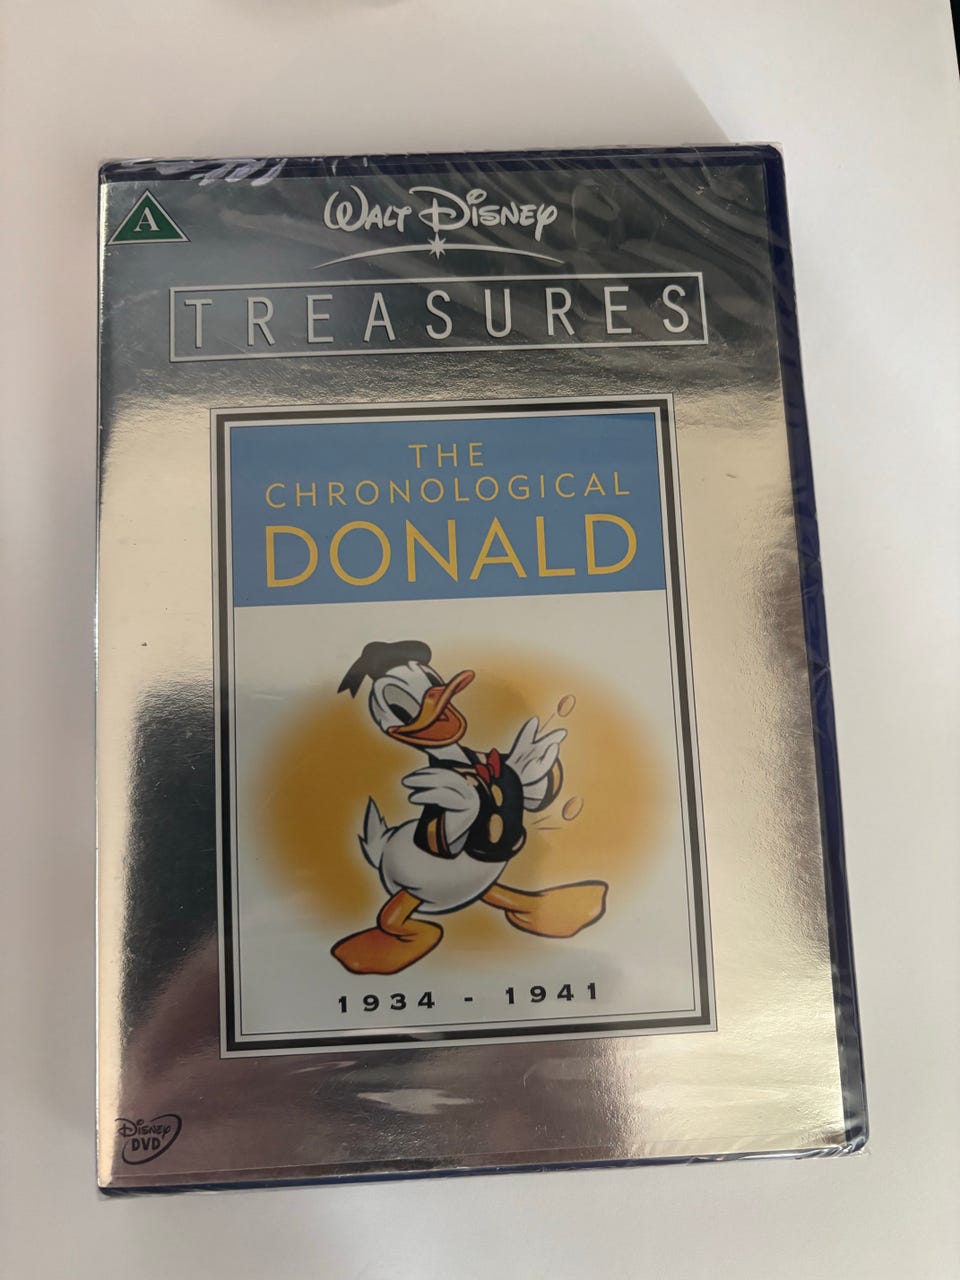 A
WALT DISNEY
TREASURES
THE
CHRONOLOGICAL
DONALD
1934 - 1941
DISNEY
DVD